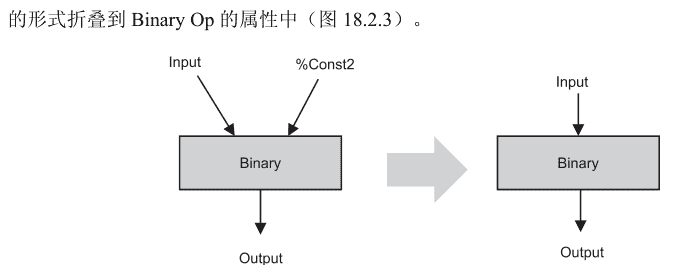 的形式折叠到 Binary Op 的属性中（图 18.2.3）。
Input
%Const2
Binary
Output
Input
Binary
Output